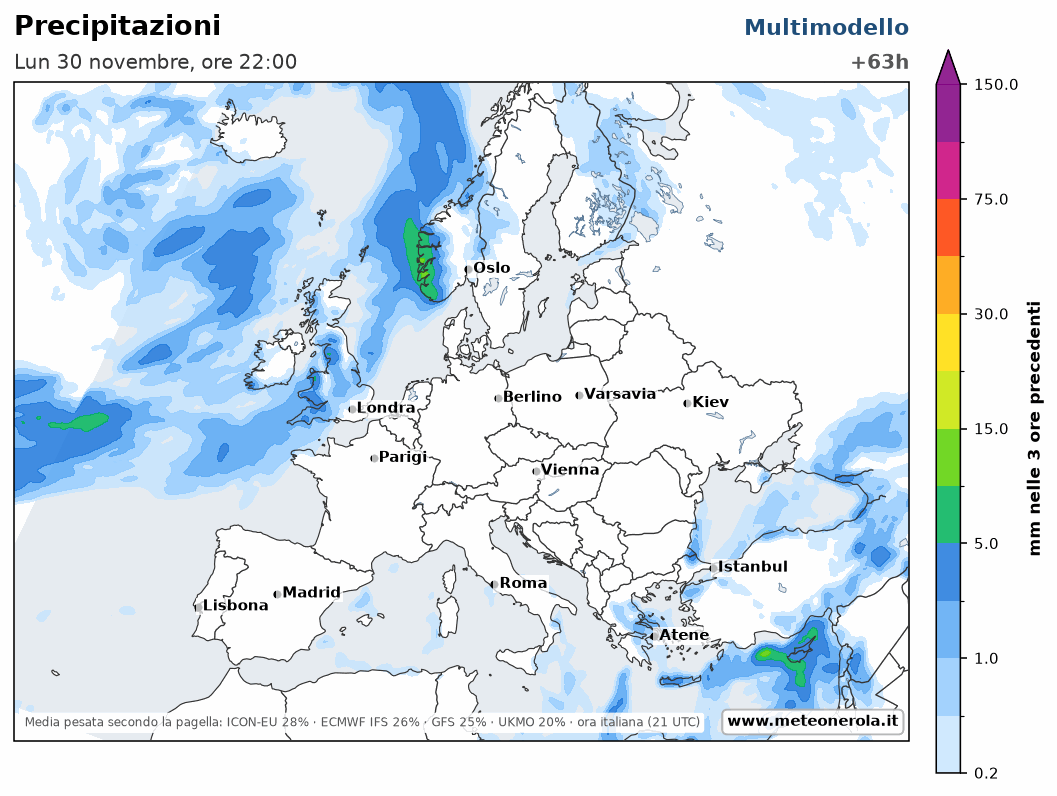 Precipitazioni
Multimodello
Lun 30 novembre, ore 22:00
+63h
150.0
75.0
30.0
15.0
5.0
1.0
0.2
mm nelle 3 ore precedenti
Oslo
Berlino
Varsavia
Kiev
Londra
Parigi
Vienna
Istanbul
Roma
Madrid
Lisbona
Atene
Media pesata secondo la pagella: ICON-EU 28% · ECMWF IFS 26% · GFS 25% · UKMO 20% · ora italiana (21 UTC)
www.meteonerola.it